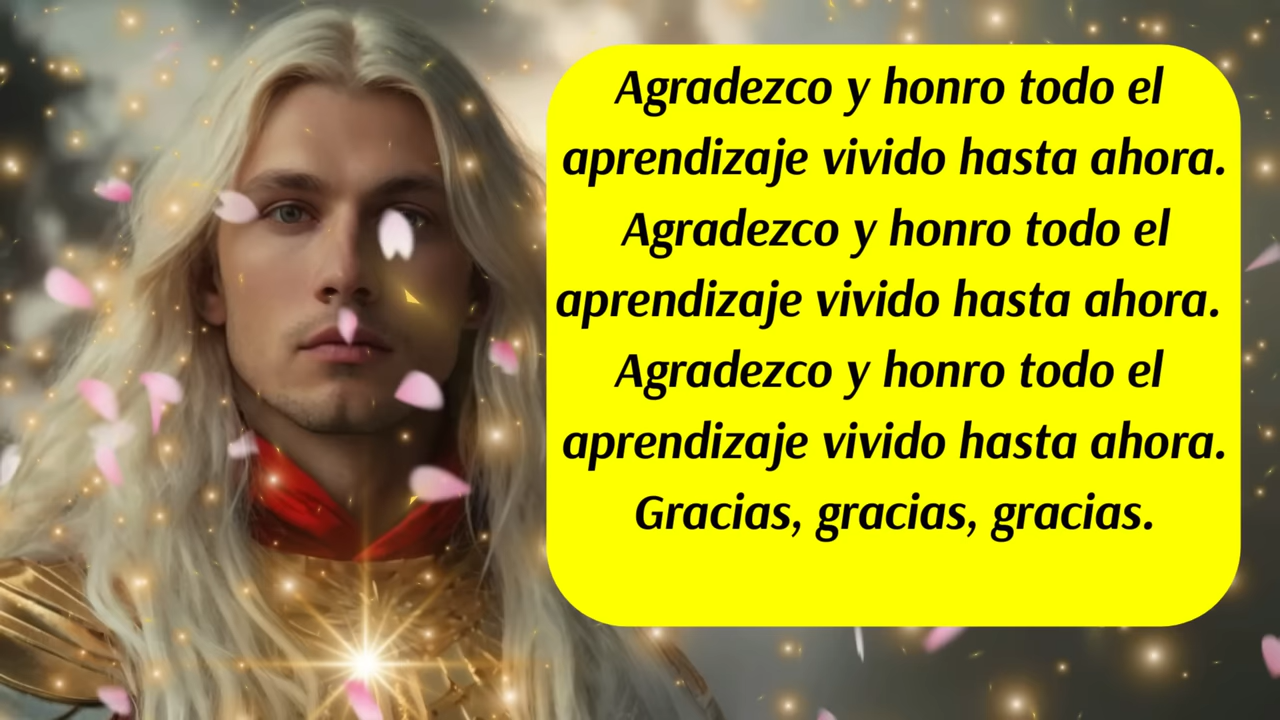 Agradezco y honro todo el
aprendizaje vivido hasta ahora.
Agradezco y honro todo el
aprendizaje vivido hasta ahora.
Agradezco y honro todo el
aprendizaje vivido hasta ahora.
Gracias, gracias, gracias.